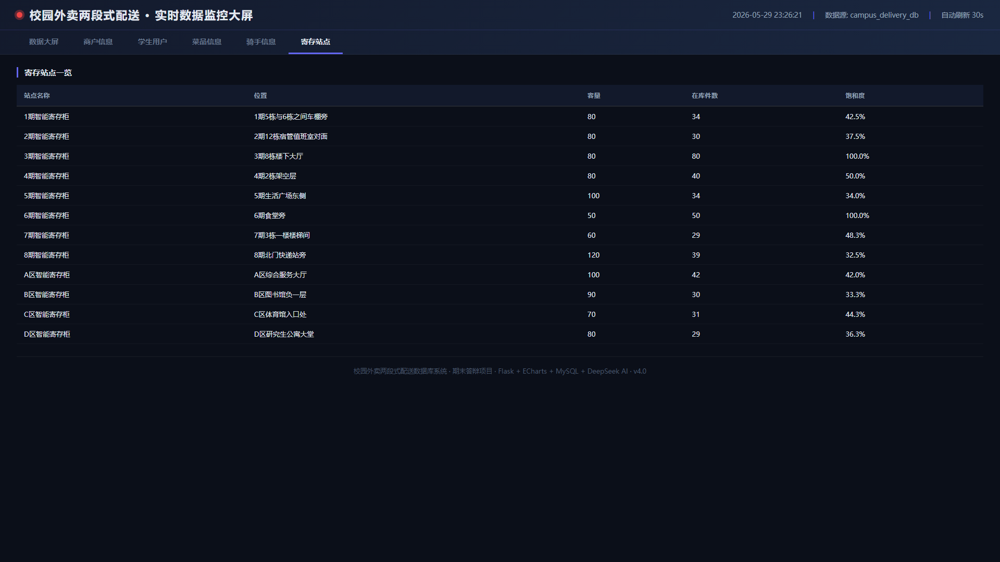 校园外卖两段式配送 • 实时数据监控大屏
2026-05-29 23:26:21 | 数据源: campus_delivery_db | 自动刷新 30s
数据大屏 商户信息 学生用户 菜品信息 骑手信息 寄存站点
寄存站点一览
站点名称 位置 容量 在库件数 饱和度
1期智能寄存柜 1期5栋与6栋之间车棚旁 80 34 42.5%
2期智能寄存柜 2期12栋宿管值班室对面 80 30 37.5%
3期智能寄存柜 3期8栋楼下大厅 80 80 100.0%
4期智能寄存柜 4期2栋架空层 80 40 50.0%
5期智能寄存柜 5期生活广场东侧 100 34 34.0%
6期智能寄存柜 6期食堂旁 50 50 100.0%
7期智能寄存柜 7期3栋一楼楼梯间 60 29 48.3%
8期智能寄存柜 8期北门快递站旁 120 39 32.5%
A区智能寄存柜 A区综合服务大厅 100 42 42.0%
B区智能寄存柜 B区图书馆负一层 90 30 33.3%
C区智能寄存柜 C区体育馆入口处 70 31 44.3%
D区智能寄存柜 D区研究生公寓大堂 80 29 36.3%
校园外卖两段式配送数据库系统 · 期末答辩项目 · Flask + ECharts + MySQL + DeepSeek AI · v4.0